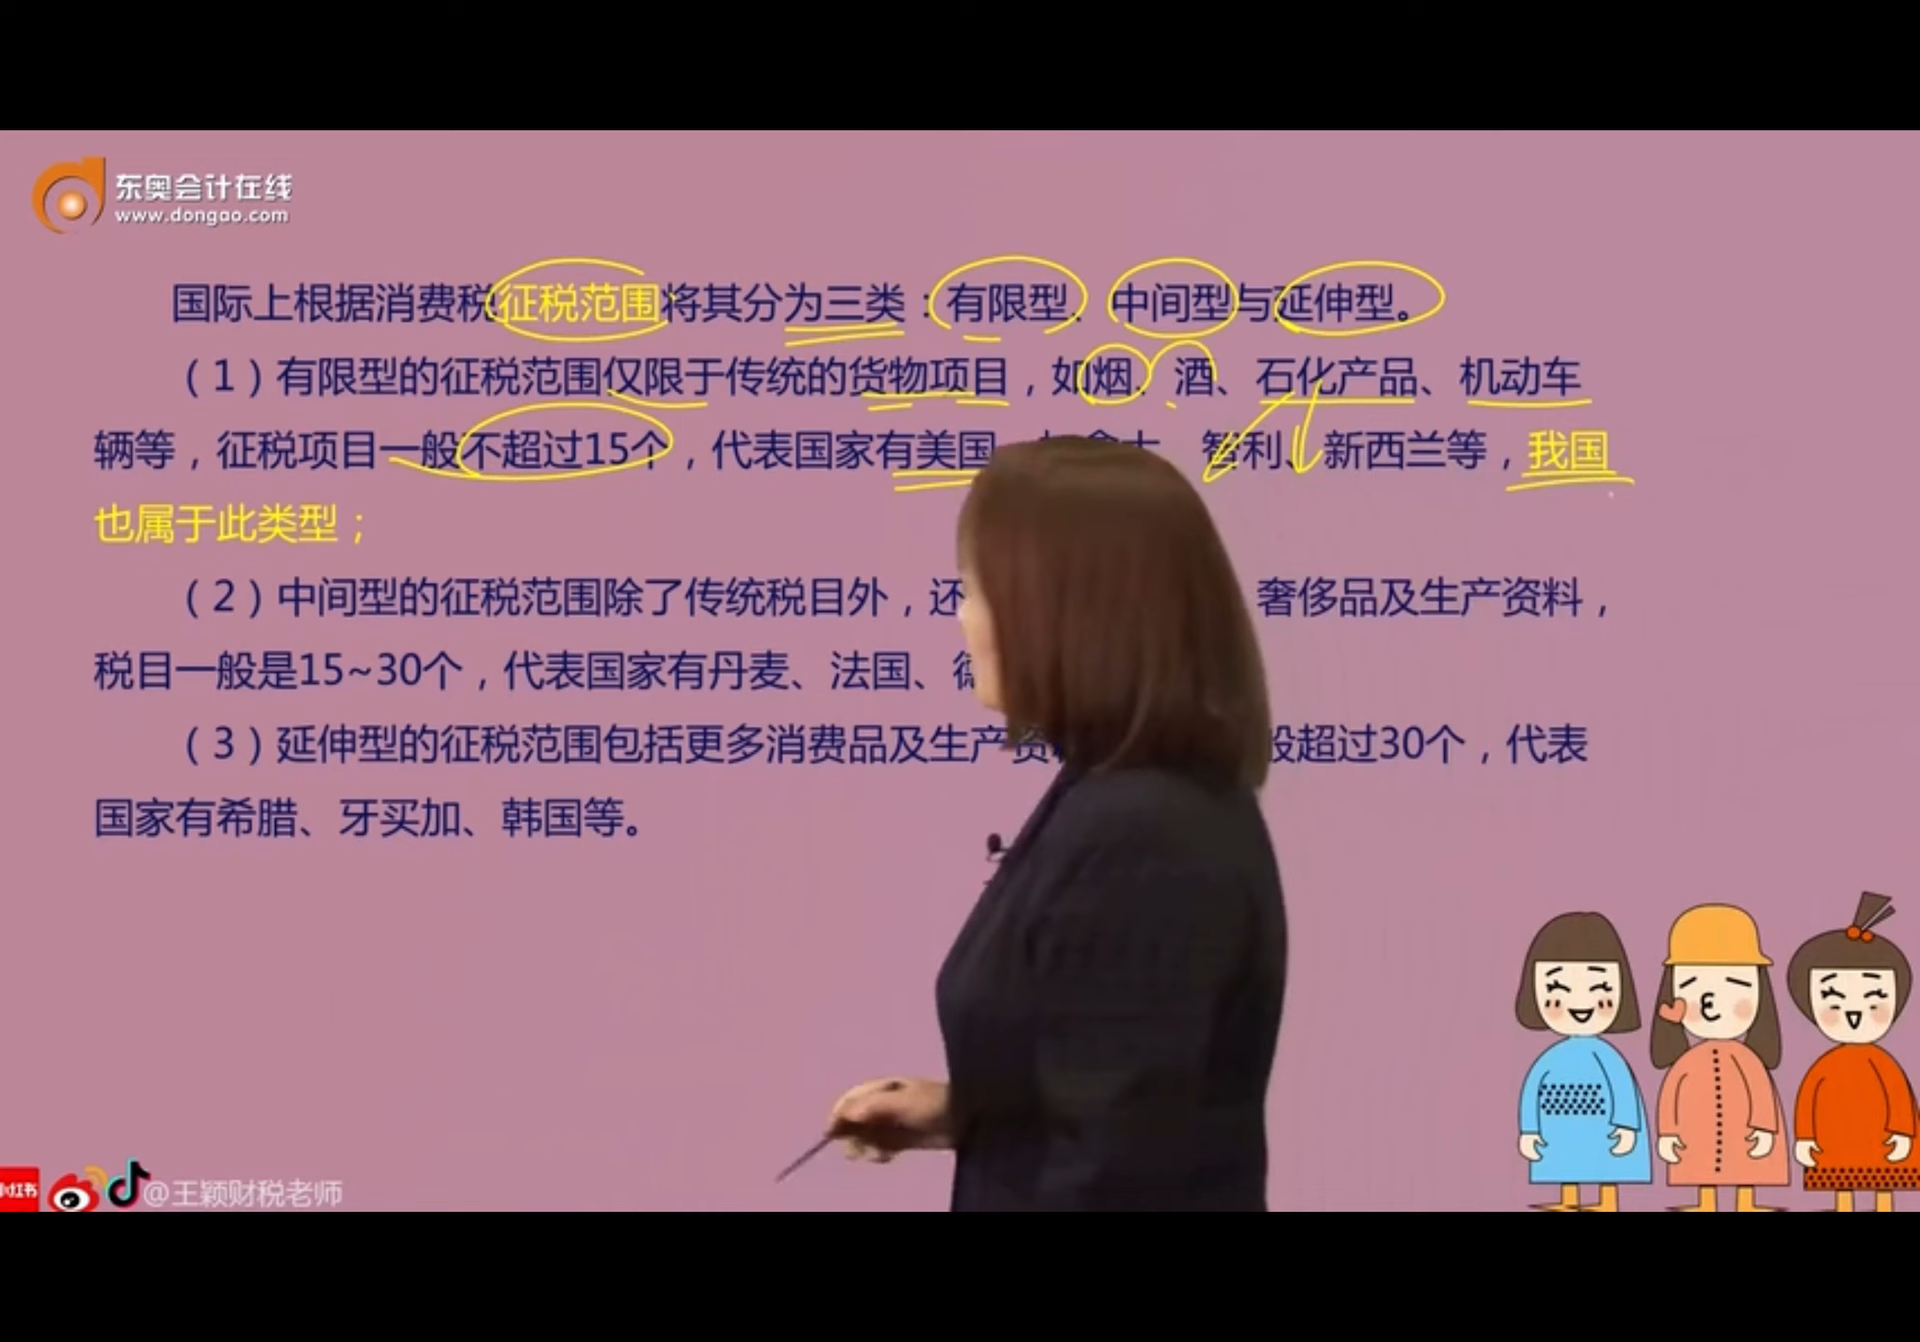 东奥会计在线
www.dongao.com
国际上根据消费税征税范围将其分为三类：有限型、中间型与延伸型。
（1）有限型的征税范围仅限于传统的货物项目，如烟、酒、石化产品、机动车
辆等，征税项目一般不超过15个，代表国家有美国 智利、新西兰等，我国
也属于此类型；
（2）中间型的征税范围除了传统税目外，还 奢侈品及生产资料，
税目一般是15~30个，代表国家有丹麦、法国、
（3）延伸型的征税范围包括更多消费品及生产资 般超过30个，代表
国家有希腊、牙买加、韩国等。
小红书
@王颖财税老师